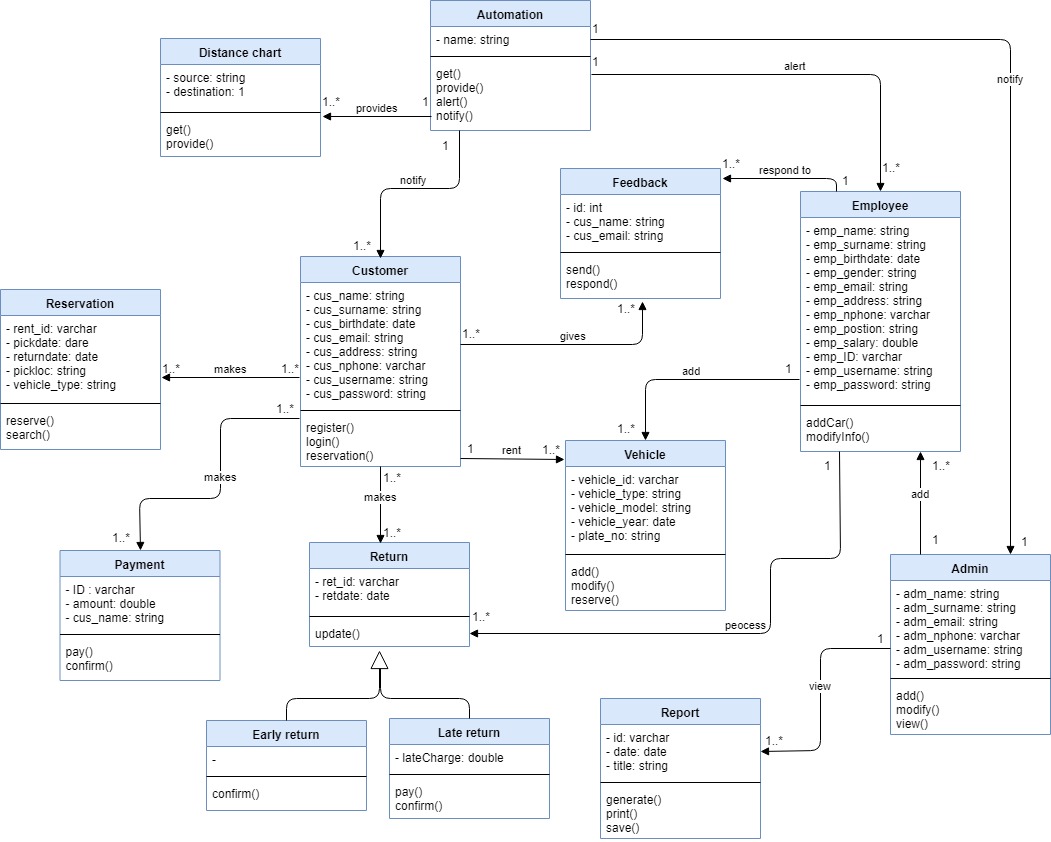 Automation
- name: string
get()
provide()
alert()
notify()
1
1
1
1
alert
notify
Distance chart
- source: string
- destination: 1
get()
provide()
1..*
provides
notify
1..*
Feedback
- id: int
- cus_name: string
- cus_email: string
send()
respond()
1..*
respond to
1
1..*
1..*
Employee
- emp_name: string
- emp_surname: string
- emp_birthdate: date
- emp_gender: string
- emp_email: string
- emp_address: string
- emp_nphone: varchar
- emp_postion: string
- emp_salary: double
- emp_ID: varchar
- emp_username: string
- emp_password: string
addCar()
modifyInfo()
Customer
- cus_name: string
- cus_surname: string
- cus_birthdate: date
- cus_email: string
- cus_address: string
- cus_nphone: varchar
- cus_username: string
- cus_password: string
register()
login()
reservation()
1..*
gives
Reservation
- rent_id: varchar
- pickdate: dare
- returndate: date
- pickloc: string
- vehicle_type: string
reserve()
search()
1..*
makes
1..*
1..*
makes
1..*
1
rent
1..*
add
1
1..*
Vehicle
- vehicle_id: varchar
- vehicle_type: string
- vehicle_model: string
- vehicle_year: date
- plate_no: string
add()
modify()
reserve()
1..*
makes
1..*
1
1..*
add
1
1
Payment
- ID : varchar
- amount: double
- cus_name: string
pay()
confirm()
Return
- ret_id: varchar
- retdate: date
update()
1..*
peocess
Admin
- adm_name: string
- adm_surname: string
- adm_email: string
- adm_nphone: varchar
- adm_username: string
- adm_password: string
add()
modify()
view()
1
view
1..*
Early return
-
confirm()
Late return
- lateCharge: double
pay()
confirm()
Report
- id: varchar
- date: date
- title: string
generate()
print()
save()